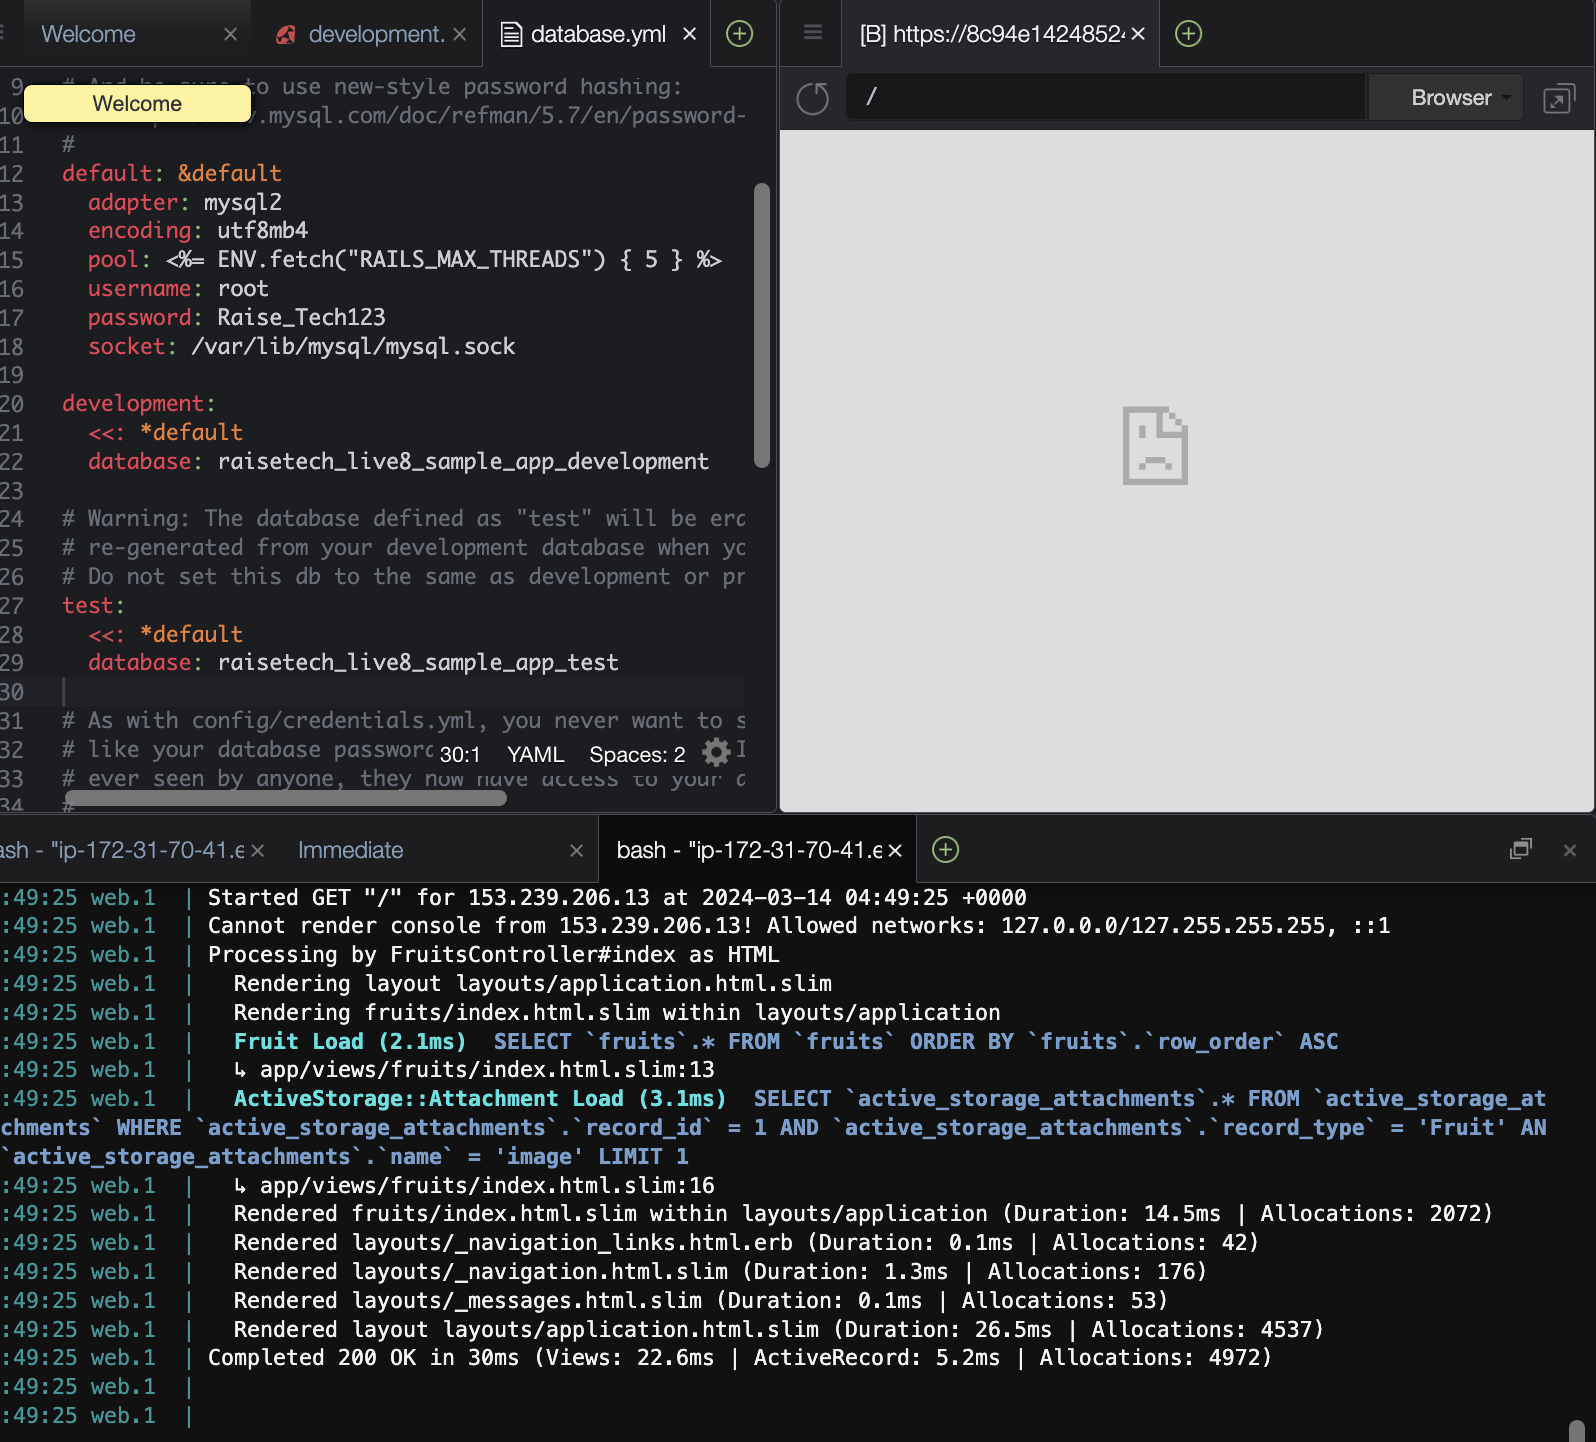 Welcome
development.
database.yml
[B] https://8c94e1424852
/
Browser
Welcome
9 # And be sure to use new-style password hashing:
10 .mysql.com/doc/refman/5.7/en/password-
11 #
12 default: &default
13 adapter: mysql2
14 encoding: utf8mb4
15 pool: <%= ENV.fetch("RAILS_MAX_THREADS") { 5 } %>
16 username: root
17 password: Raise_Tech123
18 socket: /var/lib/mysql/mysql.sock
19
20 development:
21 <<: *default
22 database: raisetech_live8_sample_app_development
23
24 # Warning: The database defined as "test" will be era
25 # re-generated from your development database when yo
26 # Do not set this db to the same as development or pr
27 test:
28 <<: *default
29 database: raisetech_live8_sample_app_test
30
31 # As with config/credentials.yml, you never want to s
32 # like your database password I
33 # ever seen by anyone, they now have access to your d
34 #
30:1 YAML Spaces: 2
ash - "ip-172-31-70-41.e
Immediate
bash - "ip-172-31-70-41.e
:49:25 web.1 | Started GET "/" for 153.239.206.13 at 2024-03-14 04:49:25 +0000
:49:25 web.1 | Cannot render console from 153.239.206.13! Allowed networks: 127.0.0.0/127.255.255.255, ::1
:49:25 web.1 | Processing by FruitsController#index as HTML
:49:25 web.1 | Rendering layout layouts/application.html.slim
:49:25 web.1 | Rendering fruits/index.html.slim within layouts/application
:49:25 web.1 | Fruit Load (2.1ms) SELECT `fruits`.* FROM `fruits` ORDER BY `fruits`.`row_order` ASC
:49:25 web.1 | ↳ app/views/fruits/index.html.slim:13
:49:25 web.1 | ActiveStorage::Attachment Load (3.1ms) SELECT `active_storage_attachments`.* FROM `active_storage_at
chments` WHERE `active_storage_attachments`.`record_id` = 1 AND `active_storage_attachments`.`record_type` = 'Fruit' AN
`active_storage_attachments`.`name` = 'image' LIMIT 1
:49:25 web.1 | ↳ app/views/fruits/index.html.slim:16
:49:25 web.1 | Rendered fruits/index.html.slim within layouts/application (Duration: 14.5ms | Allocations: 2072)
:49:25 web.1 | Rendered layouts/_navigation_links.html.erb (Duration: 0.1ms | Allocations: 42)
:49:25 web.1 | Rendered layouts/_navigation.html.slim (Duration: 1.3ms | Allocations: 176)
:49:25 web.1 | Rendered layouts/_messages.html.slim (Duration: 0.1ms | Allocations: 53)
:49:25 web.1 | Rendered layout layouts/application.html.slim (Duration: 26.5ms | Allocations: 4537)
:49:25 web.1 | Completed 200 OK in 30ms (Views: 22.6ms | ActiveRecord: 5.2ms | Allocations: 4972)
:49:25 web.1 |
:49:25 web.1 |